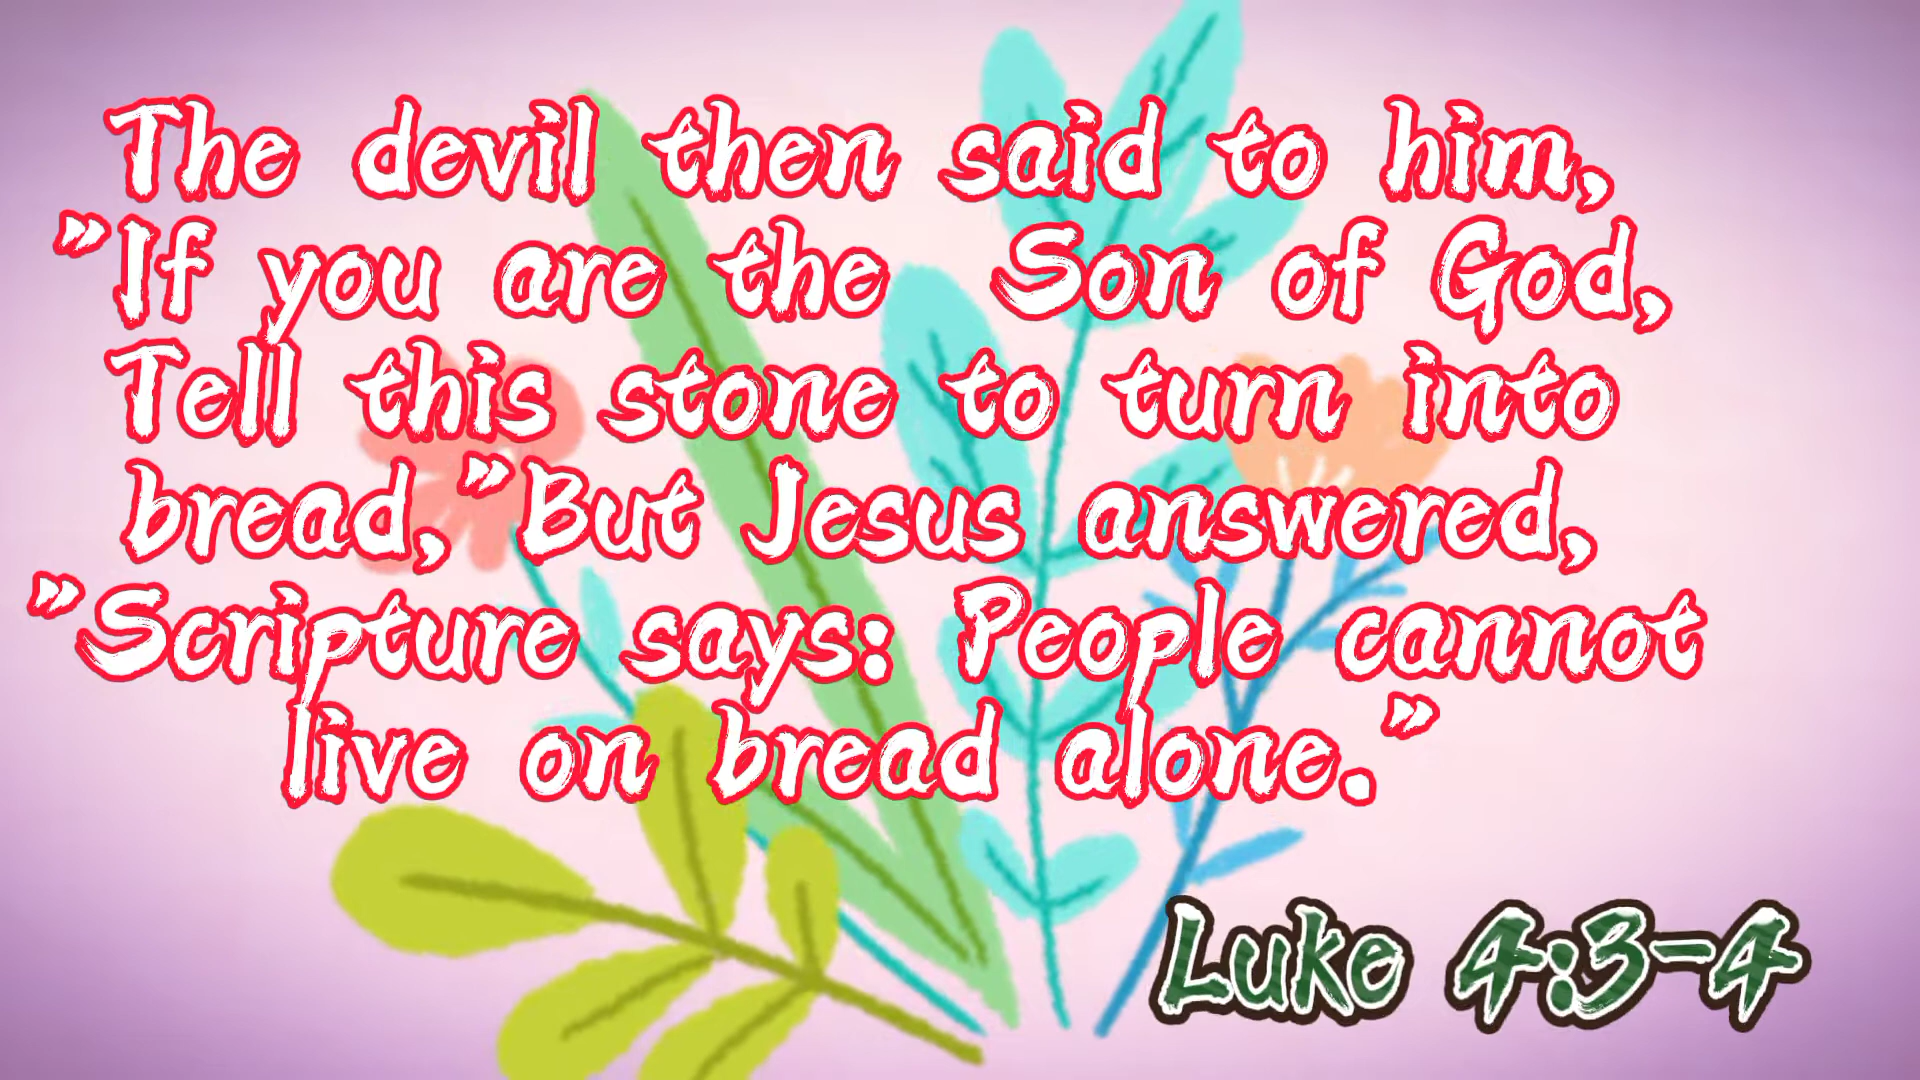 The devil then said to him,
"If you are the Son of God,
Tell this stone to turn into
bread,"But Jesus answered,
"Scripture says: People cannot
live on bread alone."
Luke 4:3-4